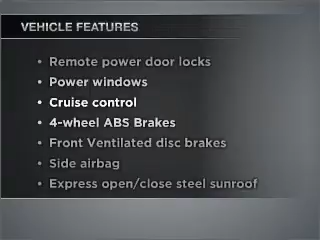 VEHICLE FEATURES
• Remote power door locks
• Power windows
• Cruise control
• 4-wheel ABS Brakes
• Front Ventilated disc brakes
• Side airbag
• Express open/close steel sunroof